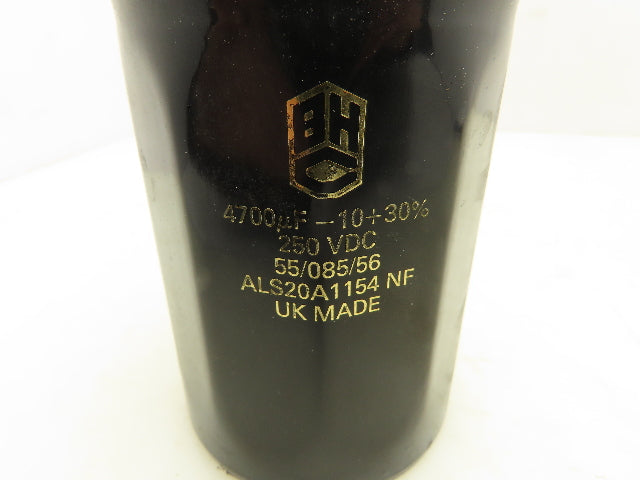 BHC
4700µF -10+30%
250 VDC
55/085/56
ALS20A1154 NF
UK MADE